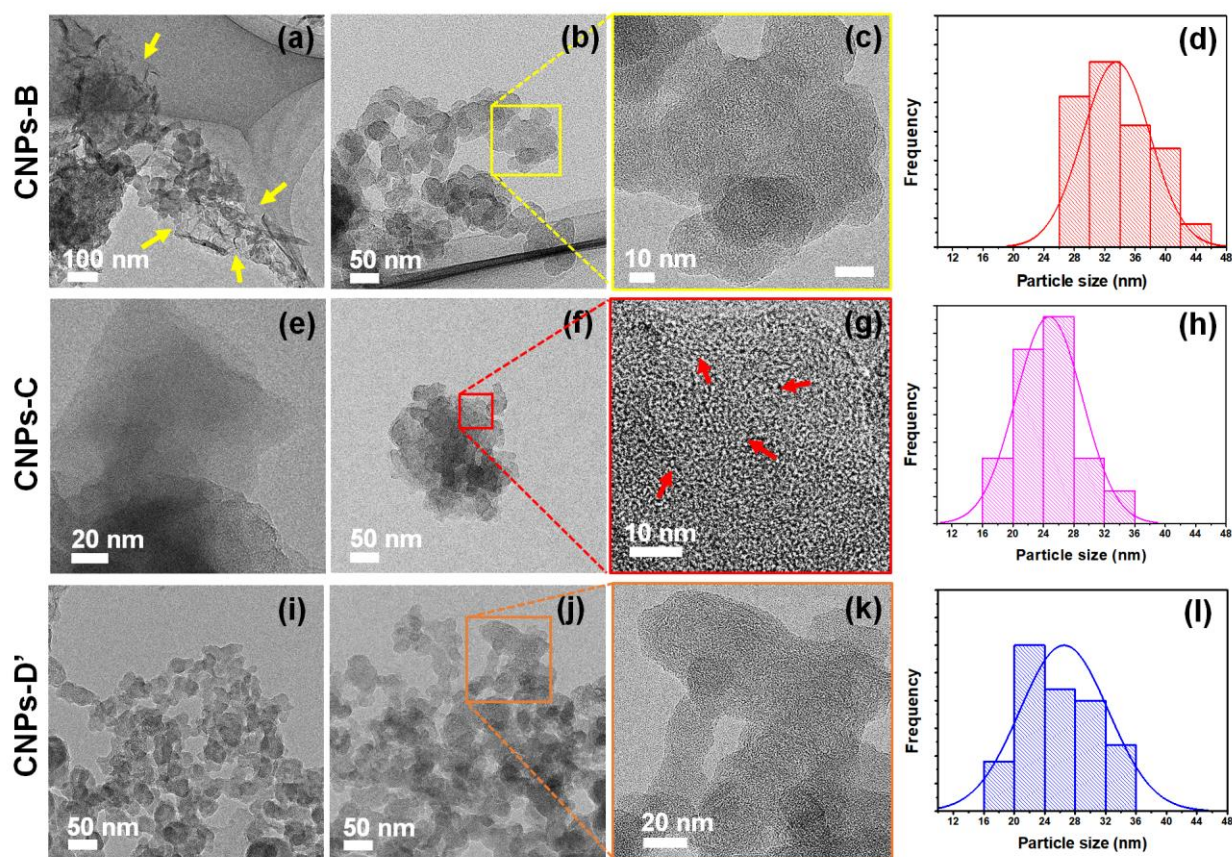 CNPs-B
(a)
100 nm
(b)
50 nm
(c)
10 nm
(d)
Frequency
12 16 20 24 28 32 36 40 44 48
Particle size (nm)
CNPs-C
(e)
20 nm
(f)
50 nm
(g)
10 nm
(h)
Frequency
12 16 20 24 28 32 36 40 44 48
Particle size (nm)
CNPs-D’
(i)
50 nm
(j)
50 nm
(k)
20 nm
(l)
Frequency
12 16 20 24 28 32 36 40 44 48
Particle size (nm)